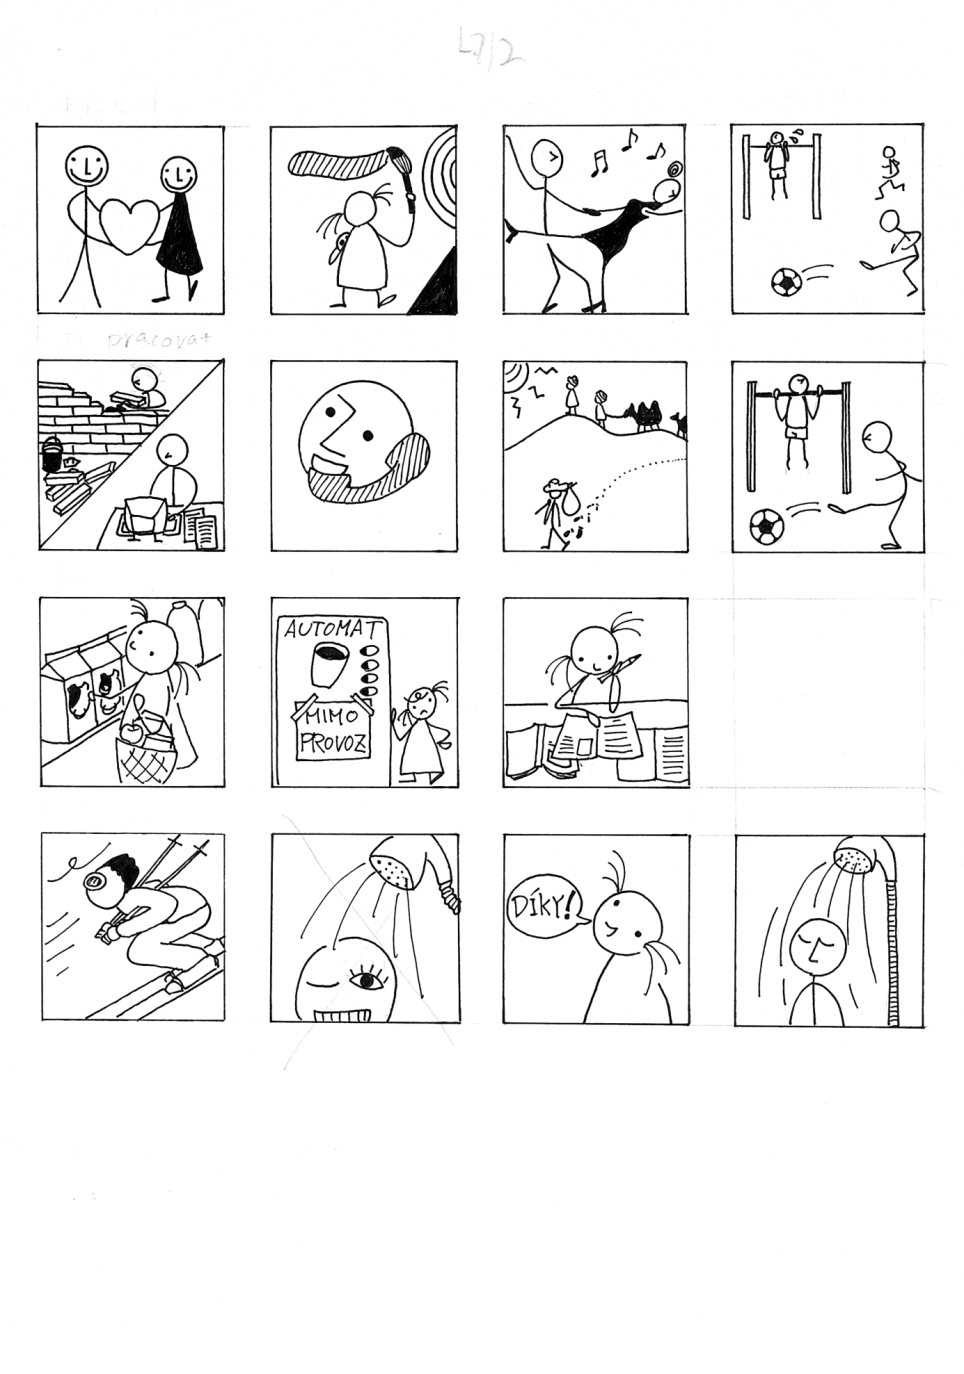 L7/2
pracovat
AUTOMAT
MIMO
PROVOZ
DÍKY!